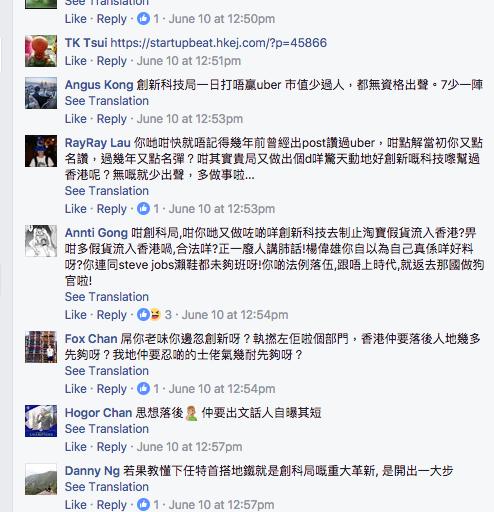 See Translation
Like · Reply · 1 · June 10 at 12:50pm
TK Tsui https://startupbeat.hkej.com/?p=45866
Like · Reply · June 10 at 12:51pm
Angus Kong 創新科技局一日打唔贏uber 市值少過人，都無資格出聲。7少一陣
See Translation
Like · Reply · June 10 at 12:53pm
RayRay Lau 你哋咁快就唔記得幾年前曾經出post讚過uber，咁點解當初你又點
名讚，過幾年又點名彈？咁其實貴局又做出個d咩驚天動地好創新嘅科技嚟幫過
香港呢？無嘅就少出聲，多做事啦...
See Translation
Like · Reply · 1 · June 10 at 12:53pm
Annti Gong 咁創科局,咁你哋又做咗啲咩創新科技去制止淘寶假貨流入香港?畀
咁多假貨流入香港喎,合法咩?正一廢人講肺話!楊偉雄你自以為自己真係咩好料
呀?你連同steve jobs瀨鞋都未夠班呀!你啲法例落伍,跟唔上時代,就返去那國做狗
官啦!
See Translation
Like · Reply · 3 · June 10 at 12:54pm
Fox Chan 屌你老味你邊忽創新呀？執撚左佢啦個部門，香港仲要落後人哋幾多
先夠呀？我地仲要忍啲的士佬氣幾耐先夠呀？
See Translation
Like · Reply · 1 · June 10 at 12:54pm
Hogor Chan 思想落後🤦 仲要出文話人自曝其短
See Translation
Like · Reply · June 10 at 12:57pm
Danny Ng 若果教懂下任特首搭地鐵就是創科局嘅重大革新, 是開出一大步
See Translation
Like · Reply · 1 · June 10 at 12:57pm